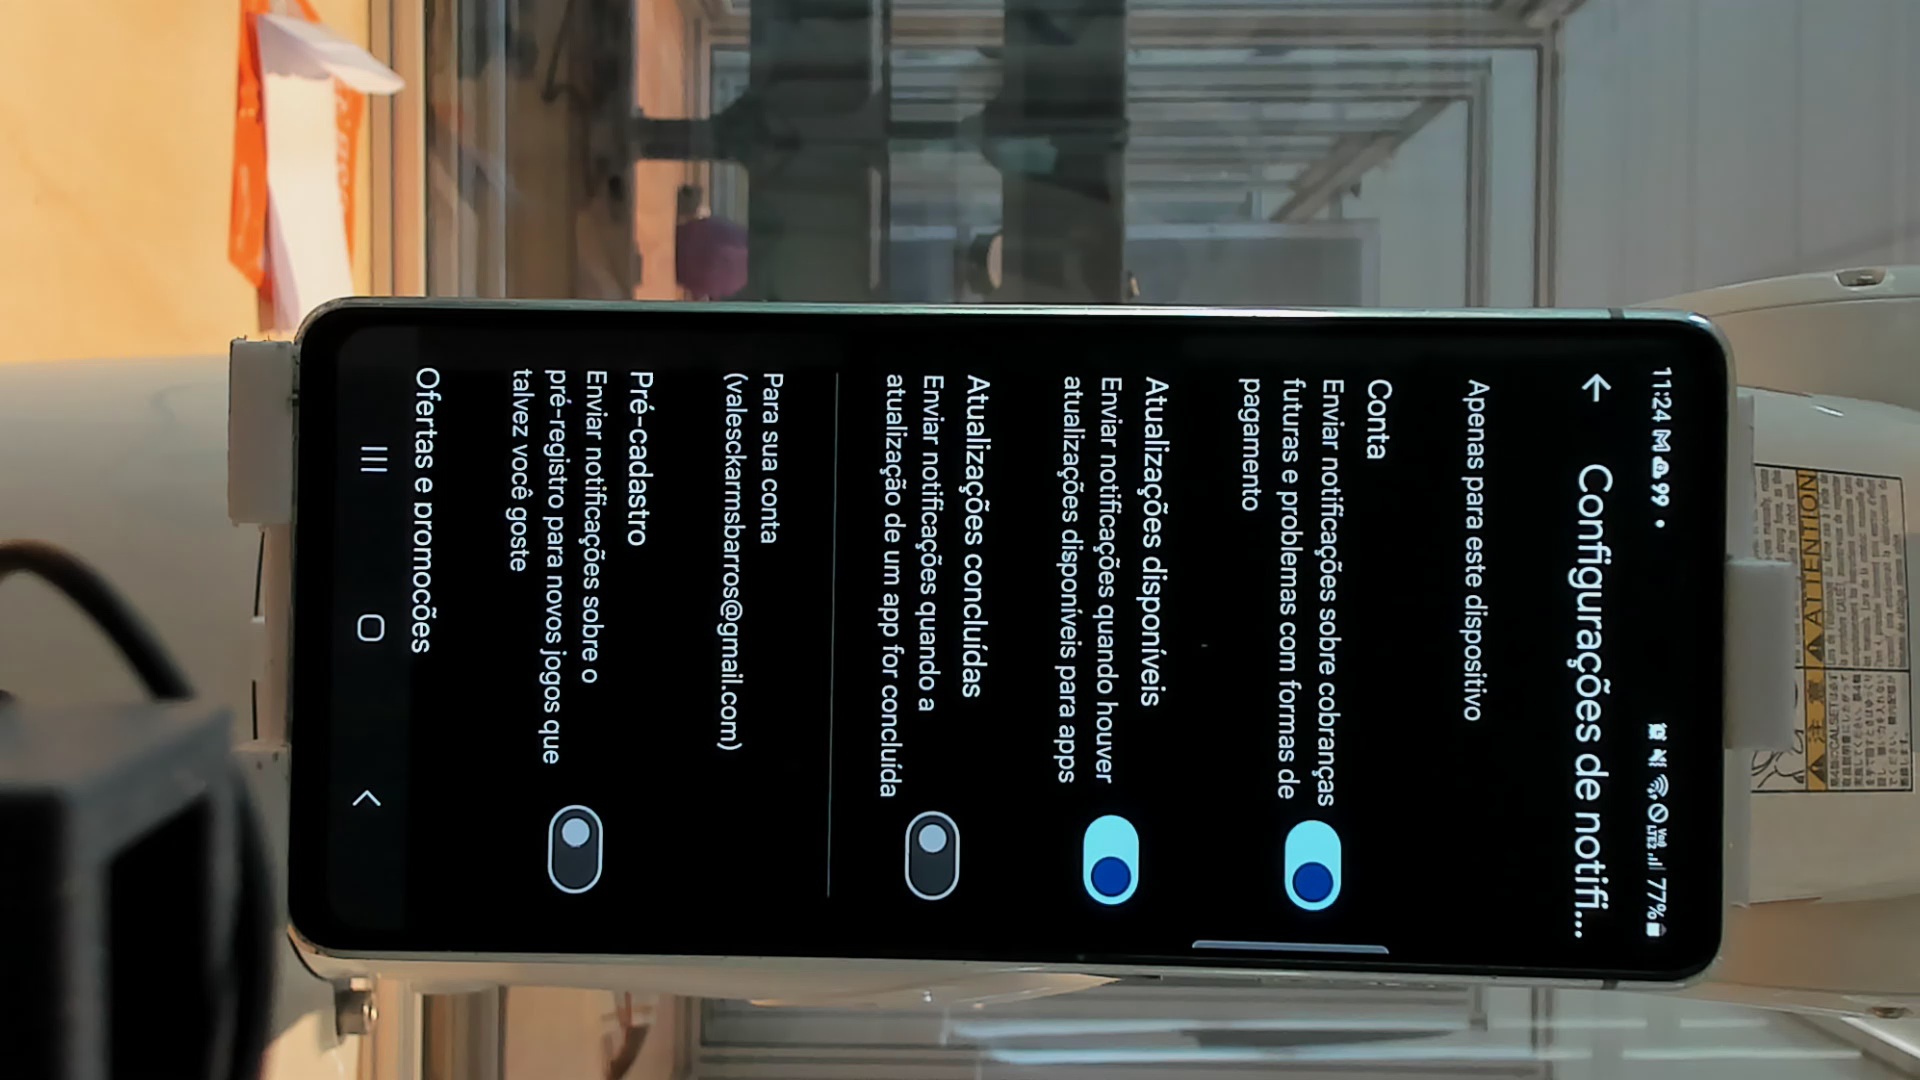 11:24
77%
Configurações de notifi...
Apenas para este dispositivo
Conta
Enviar notificações sobre cobranças
futuras e problemas com formas de
pagamento
Atualizações disponíveis
Enviar notificações quando houver
atualizações disponíveis para apps
Atualizações concluídas
Enviar notificações quando a
atualização de um app for concluída
Para sua conta
(valesckarmsbarros@gmail.com)
Pré-cadastro
Enviar notificações sobre o
pré-registro para novos jogos que
talvez você goste
Ofertas e promoções
注意 ATTENTION